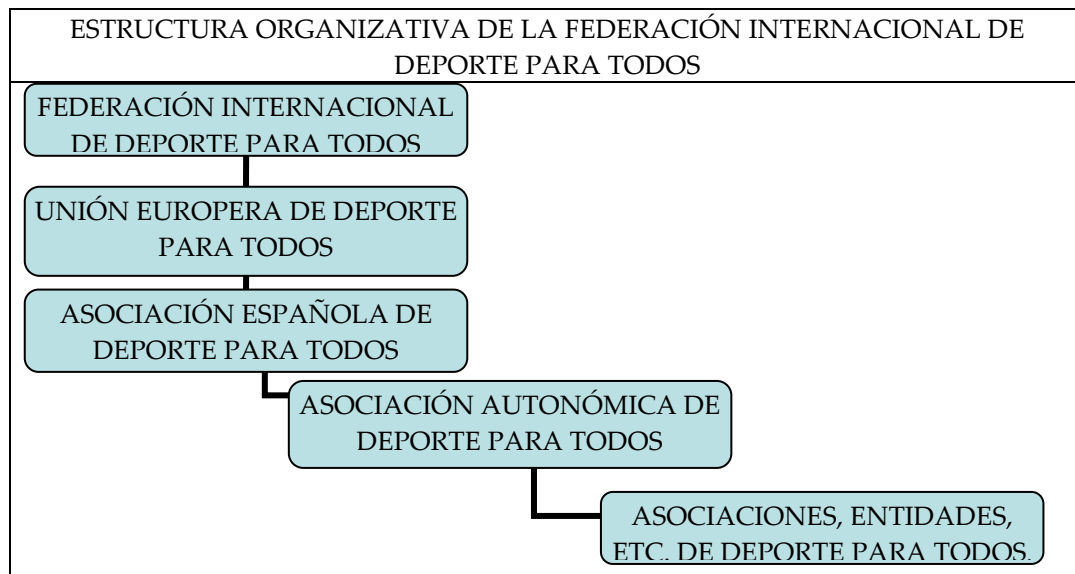 ESTRUCTURA ORGANIZATIVA DE LA FEDERACIÓN INTERNACIONAL DE
DEPORTE PARA TODOS
FEDERACIÓN INTERNACIONAL
DE DEPORTE PARA TODOS
UNIÓN EUROPERA DE DEPORTE
PARA TODOS
ASOCIACIÓN ESPAÑOLA DE
DEPORTE PARA TODOS
ASOCIACIÓN AUTONÓMICA DE
DEPORTE PARA TODOS
ASOCIACIONES, ENTIDADES,
ETC. DE DEPORTE PARA TODOS.